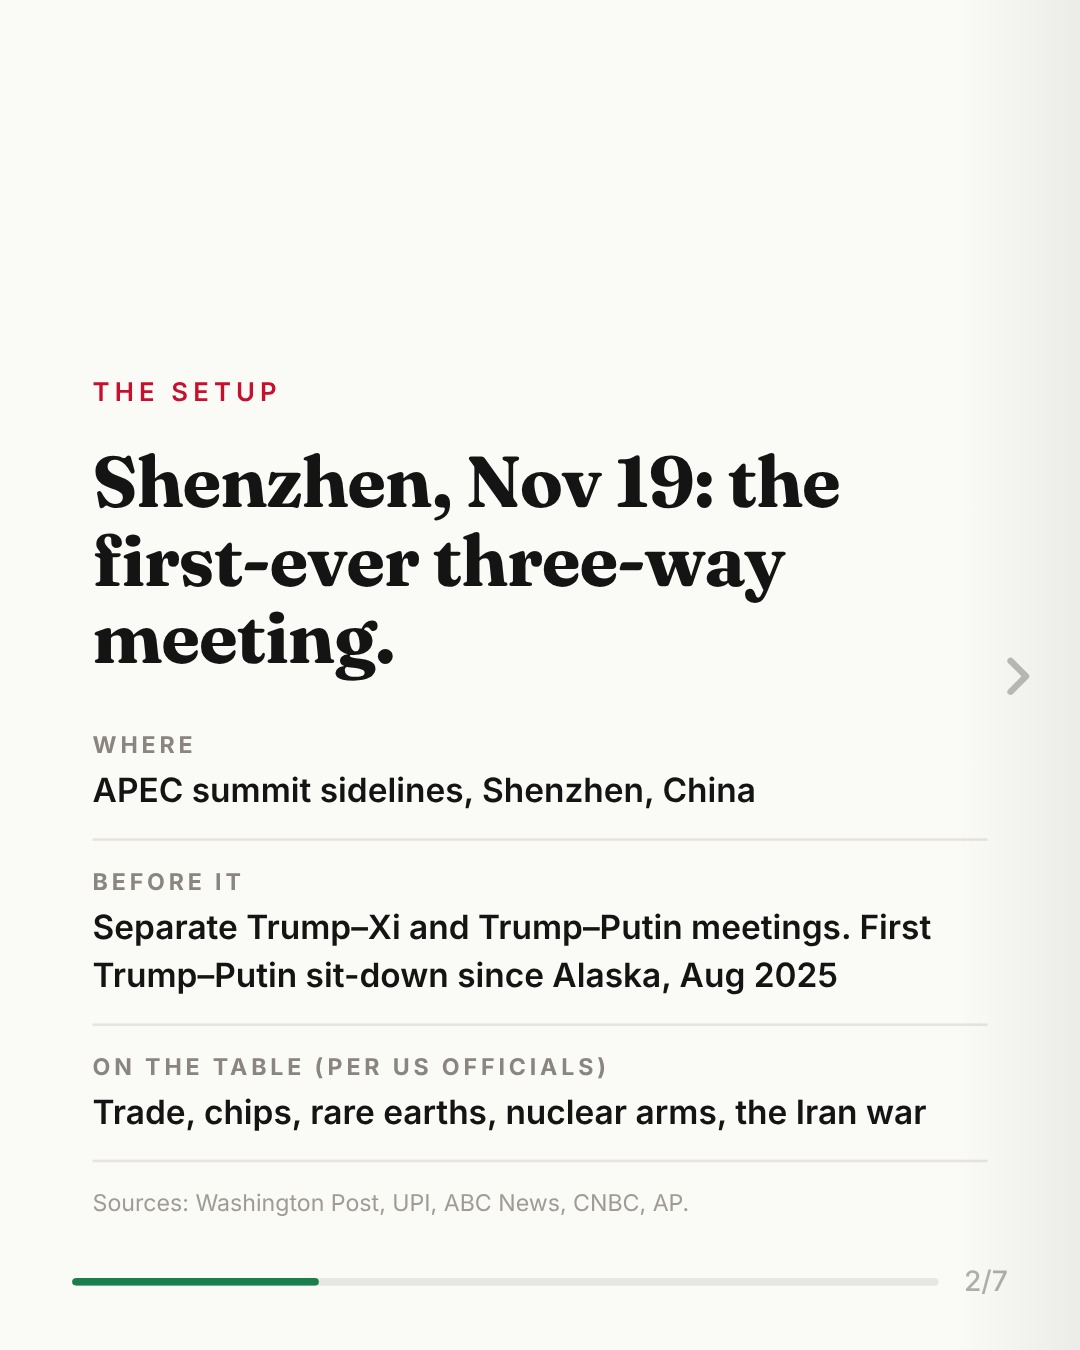 THE SETUP
Shenzhen, Nov 19: the
first-ever three-way
meeting.
WHERE
APEC summit sidelines, Shenzhen, China
BEFORE IT
Separate Trump–Xi and Trump–Putin meetings. First
Trump–Putin sit-down since Alaska, Aug 2025
ON THE TABLE (PER US OFFICIALS)
Trade, chips, rare earths, nuclear arms, the Iran war
Sources: Washington Post, UPI, ABC News, CNBC, AP.
2/7